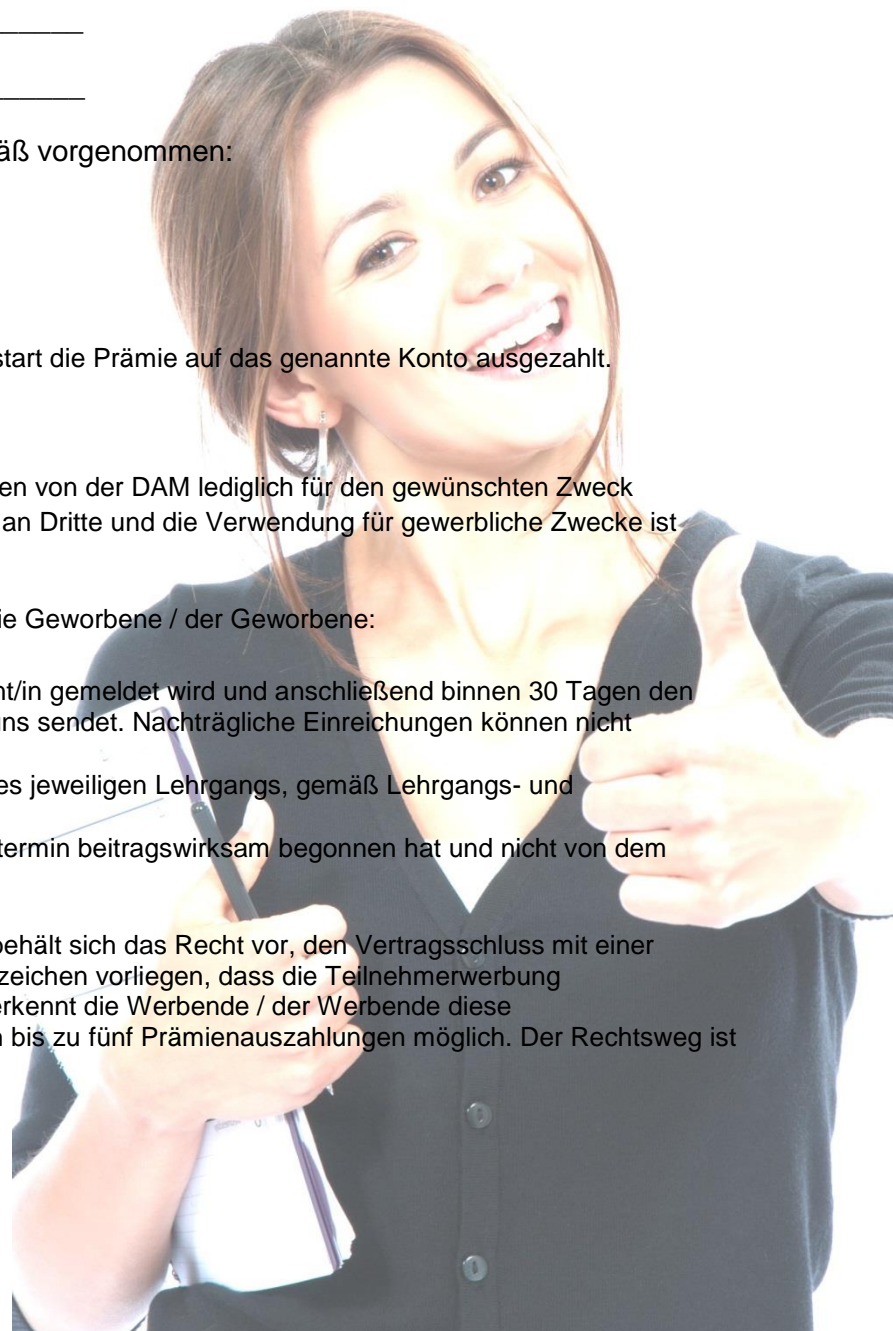 äß vorgenommen:
start die Prämie auf das genannte Konto ausgezahlt.
en von der DAM lediglich für den gewünschten Zweck
an Dritte und die Verwendung für gewerbliche Zwecke ist
ie Geworbene / der Geworbene:
nt/in gemeldet wird und anschließend binnen 30 Tagen den
uns sendet. Nachträgliche Einreichungen können nicht
es jeweiligen Lehrgangs, gemäß Lehrgangs- und
termin beitragswirksam begonnen hat und nicht von dem
behält sich das Recht vor, den Vertragsschluss mit einer
zeichen vorliegen, dass die Teilnehmerwerbung
erkennt die Werbende / der Werbende diese
n bis zu fünf Prämienauszahlungen möglich. Der Rechtsweg ist